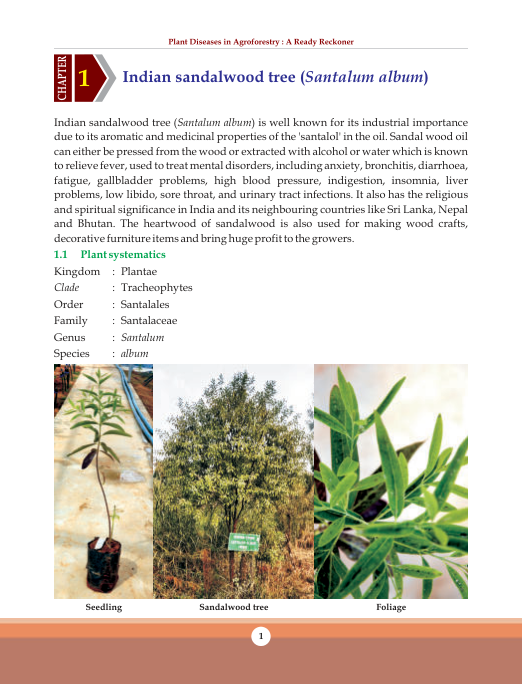 Plant Diseases in Agroforestry : A Ready Reckoner
CHAPTER
1
Indian sandalwood tree (Santalum album)
Indian sandalwood tree (Santalum album) is well known for its industrial importance
due to its aromatic and medicinal properties of the 'santalol' in the oil. Sandal wood oil
can either be pressed from the wood or extracted with alcohol or water which is known
to relieve fever, used to treat mental disorders, including anxiety, bronchitis, diarrhoea,
fatigue, gallbladder problems, high blood pressure, indigestion, insomnia, liver
problems, low libido, sore throat, and urinary tract infections. It also has the religious
and spiritual significance in India and its neighbouring countries like Sri Lanka, Nepal
and Bhutan. The heartwood of sandalwood is also used for making wood crafts,
decorative furniture items and bring huge profit to the growers.
1.1 Plant systematics
Kingdom : Plantae
Clade : Tracheophytes
Order : Santalales
Family : Santalaceae
Genus : Santalum
Species : album
Seedling
Sandalwood tree
Foliage
1